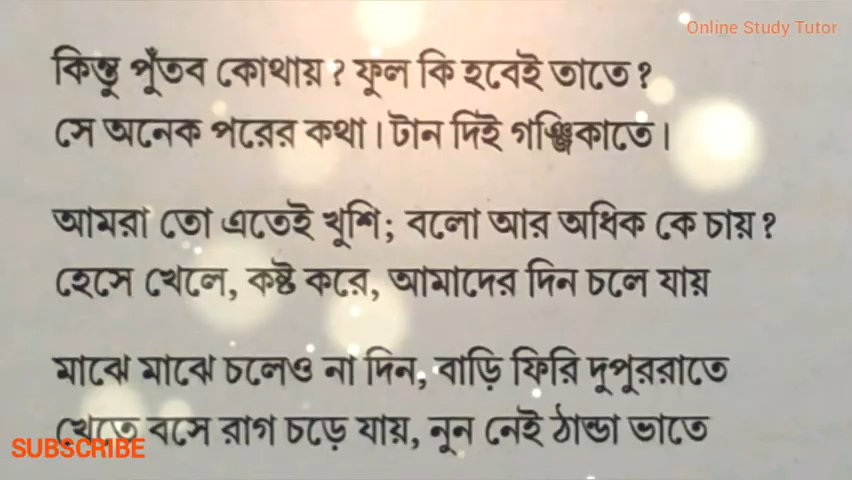 Online Study Tutor
কিন্তু পুঁতব কোথায়? ফুল কি হবেই তাতে?
সে অনেক পরের কথা। টান দিই গঞ্জিকাতে।
আমরা তো এতেই খুশি; বলো আর অধিক কে চায়?
হেসে খেলে, কষ্ট করে, আমাদের দিন চলে যায়
মাঝে মাঝে চলেও না দিন, বাড়ি ফিরি দুপুররাতে
খেতে বসে রাগ চড়ে যায়, নুন নেই ঠান্ডা ভাতে
SUBSCRIBE